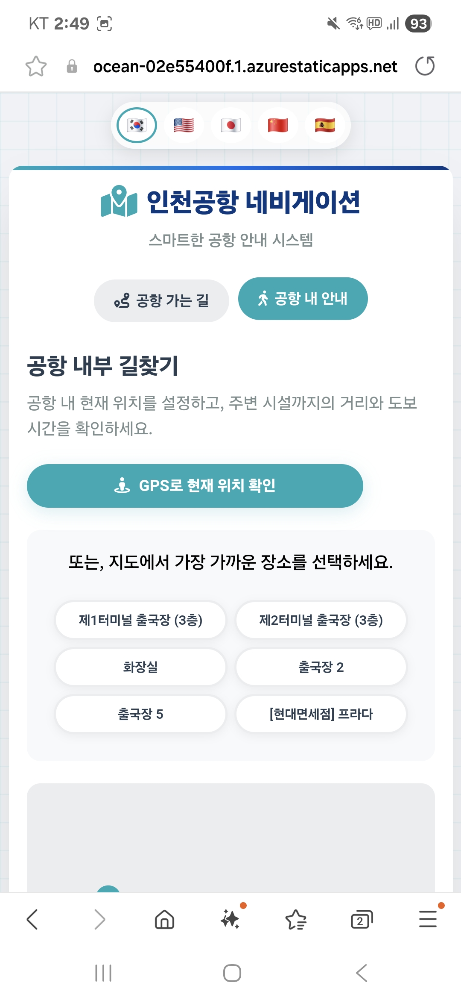 KT 2:49
HD
93
ocean-02e55400f.1.azurestaticapps.net
인천공항 네비게이션
스마트한 공항 안내 시스템
공항 가는 길
공항 내 안내
공항 내부 길찾기
공항 내 현재 위치를 설정하고, 주변 시설까지의 거리와 도보
시간을 확인하세요.
GPS로 현재 위치 확인
또는, 지도에서 가장 가까운 장소를 선택하세요.
제1터미널 출국장 (3층)
제2터미널 출국장 (3층)
화장실
출국장 2
출국장 5
[현대면세점] 프라다
2